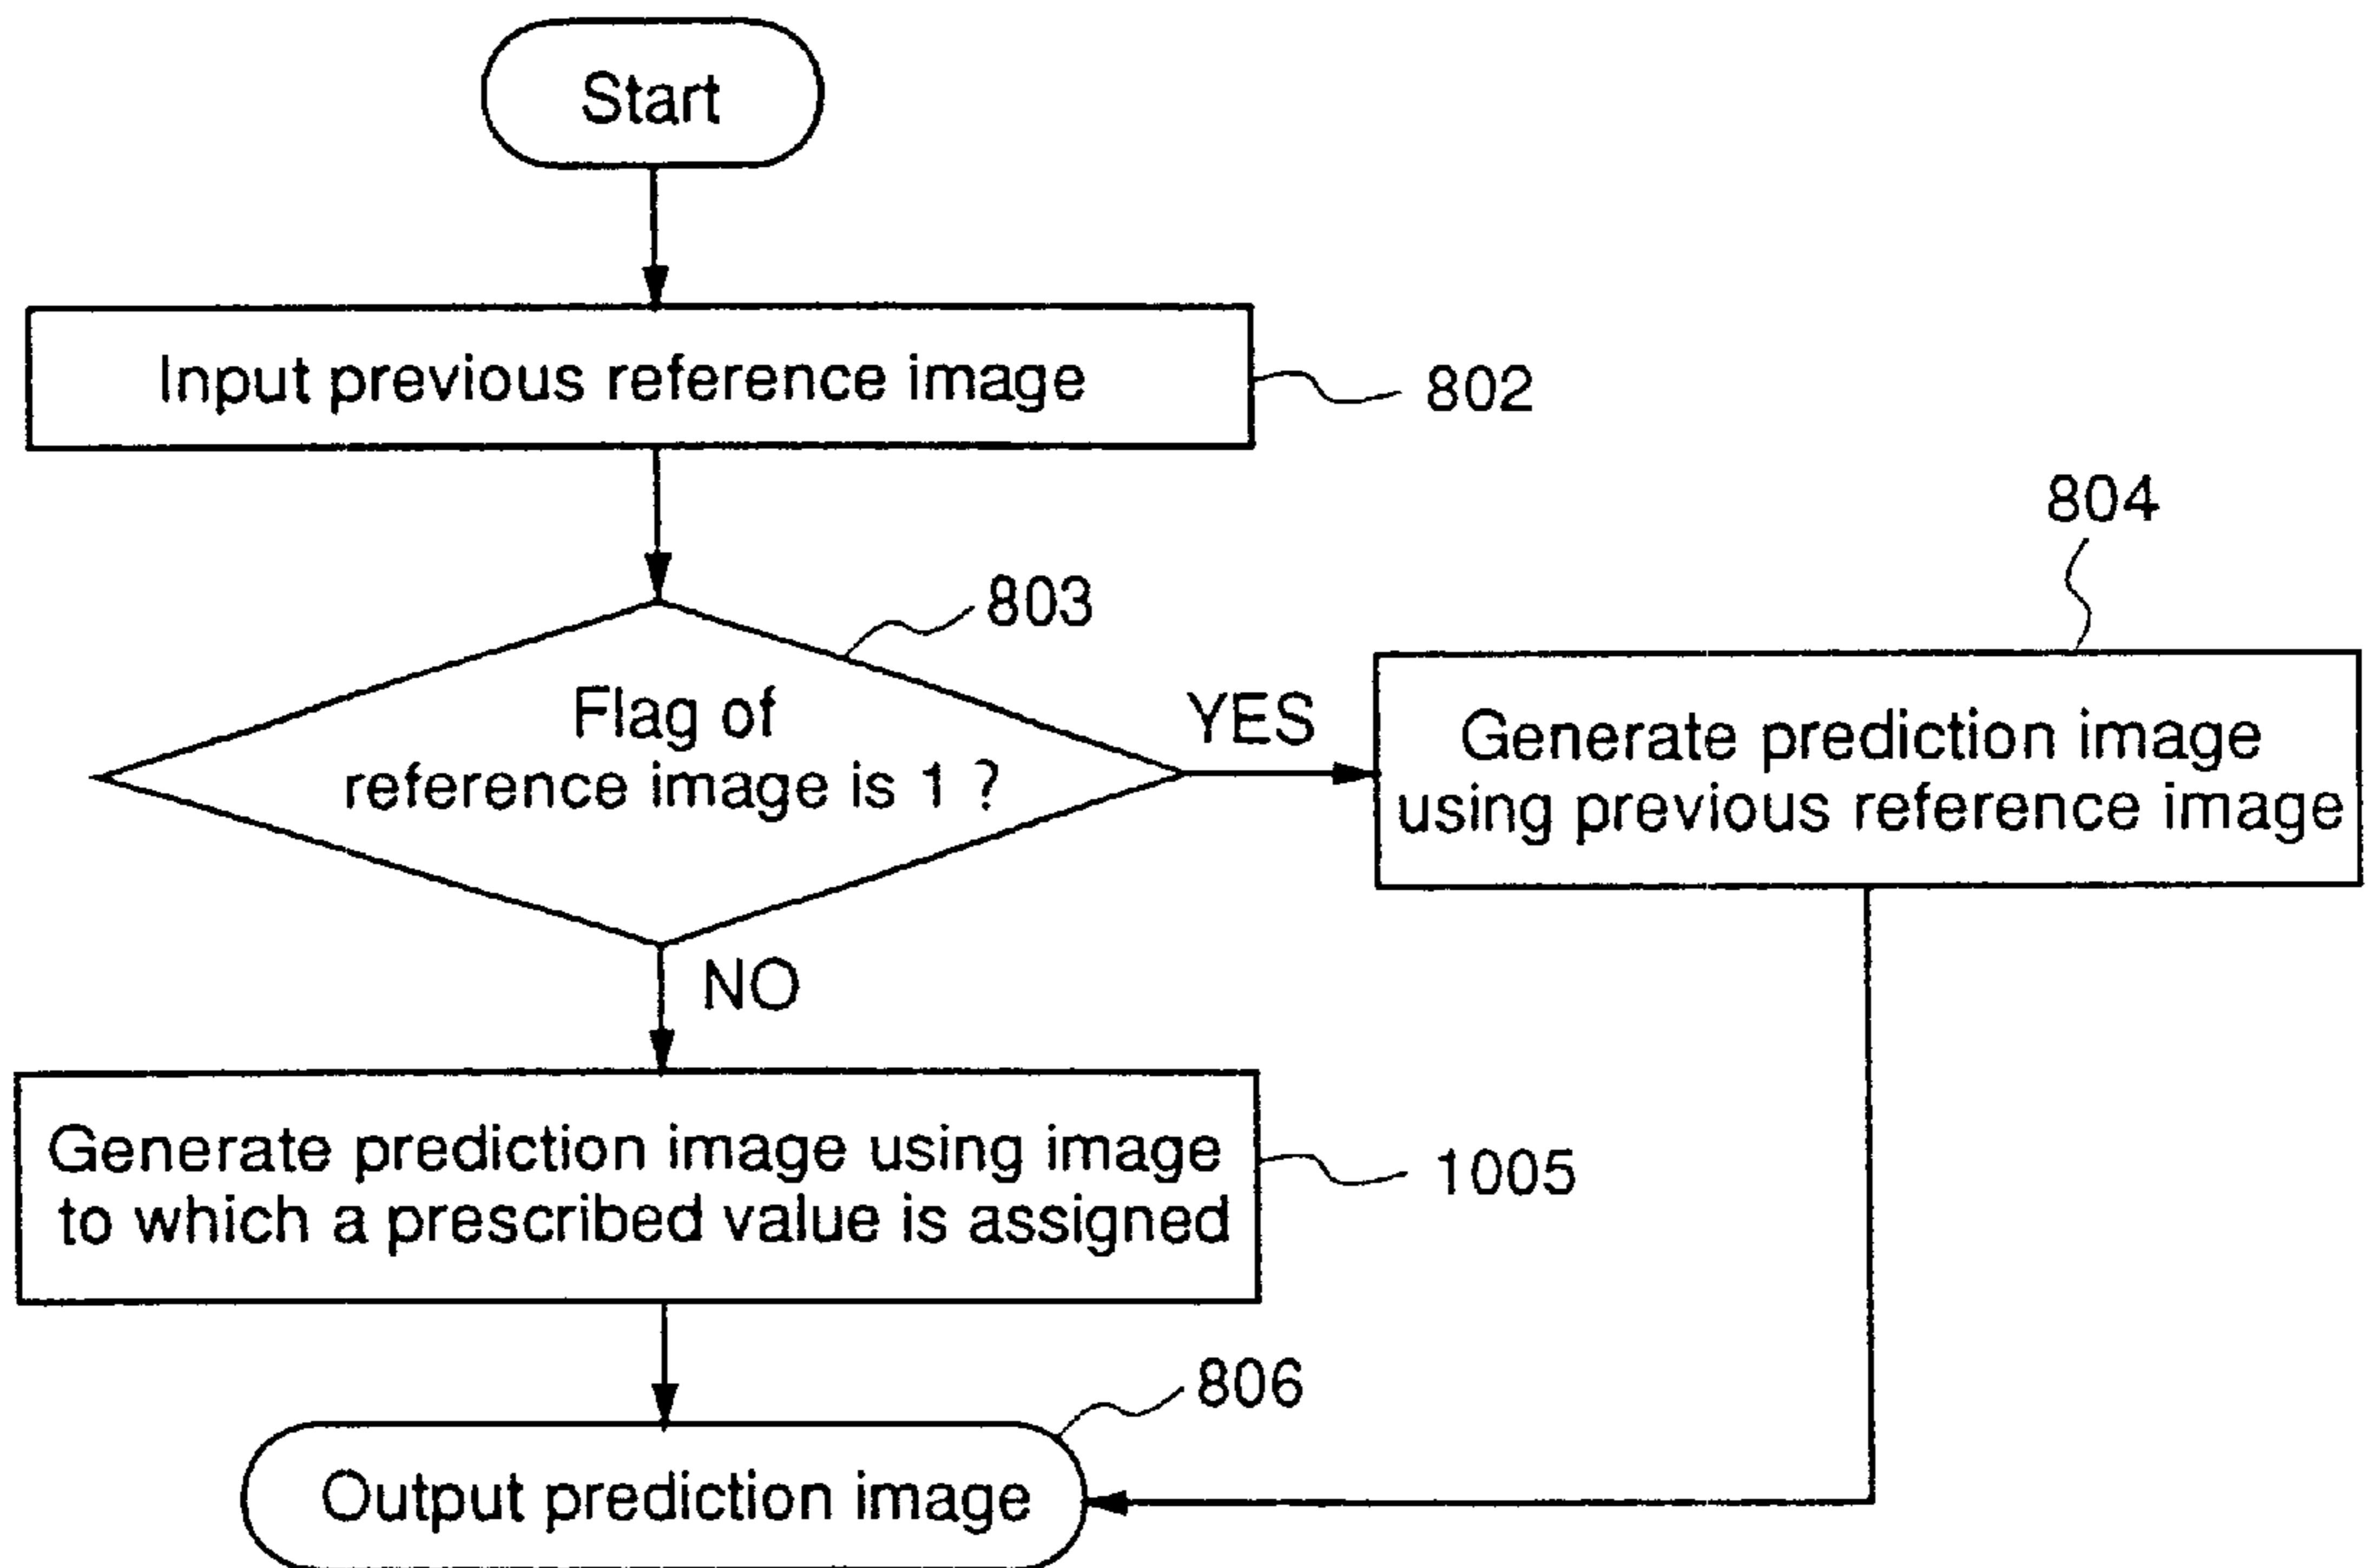 Start
Input previous reference image
802
803
Flag of
reference image is 1 ?
YES
804
Generate prediction image
using previous reference image
NO
Generate prediction image using image
to which a prescribed value is assigned
1005
806
Output prediction image